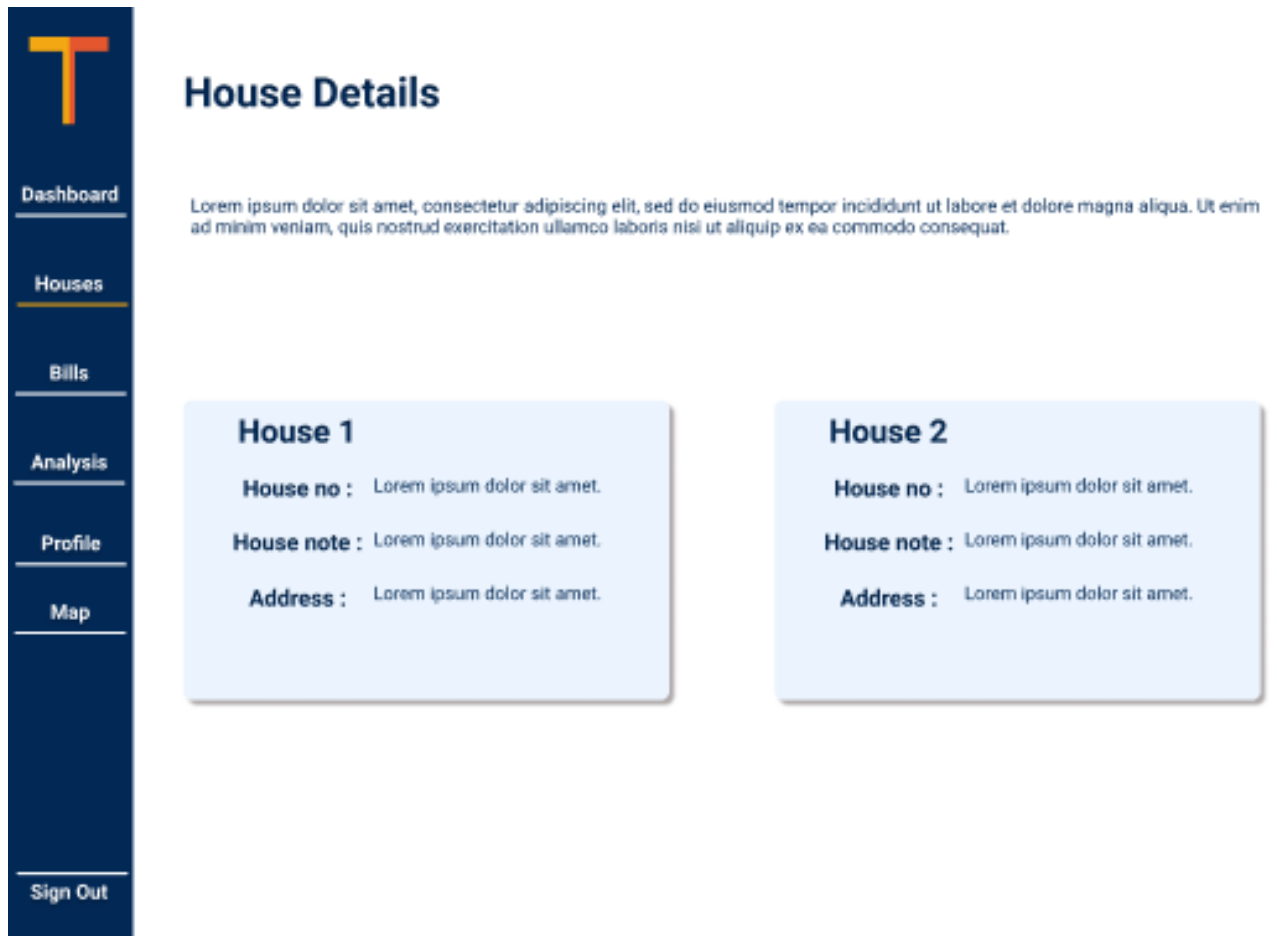 T
Dashboard
Houses
Bills
Analysis
Profile
Map
Sign Out
House Details
Lorem ipsum dolor sit amet, consectetur adipiscing elit, sed do eiusmod tempor incididunt ut labore et dolore magna aliqua. Ut enim
ad minim veniam, quis nostrud exercitation ullamco laboris nisi ut aliquip ex ea commodo consequat.
House 1
House no : Lorem ipsum dolor sit amet.
House note : Lorem ipsum dolor sit amet.
Address : Lorem ipsum dolor sit amet.
House 2
House no : Lorem ipsum dolor sit amet.
House note : Lorem ipsum dolor sit amet.
Address : Lorem ipsum dolor sit amet.